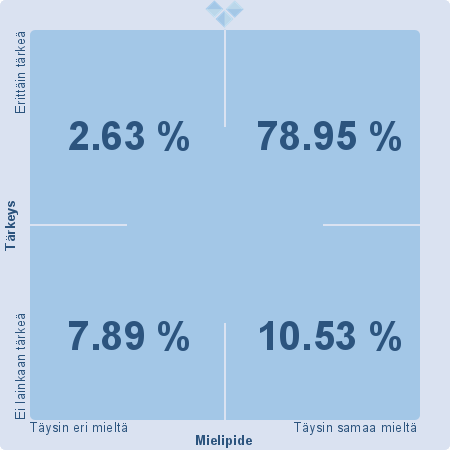 Erittäin tärkeä
2.63 %
78.95 %
Tärkeys
7.89 %
10.53 %
Ei lainkaan tärkeä
Täysin eri mieltä
Täysin samaa mieltä
Mielipide